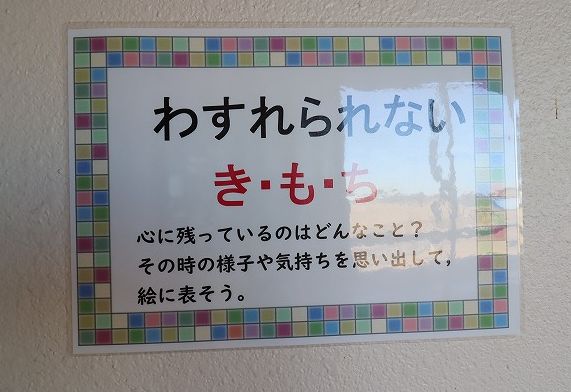 わすれられない
き・も・ち
心に残っているのはどんなこと？
その時の様子や気持ちを思い出して，
絵に表そう。